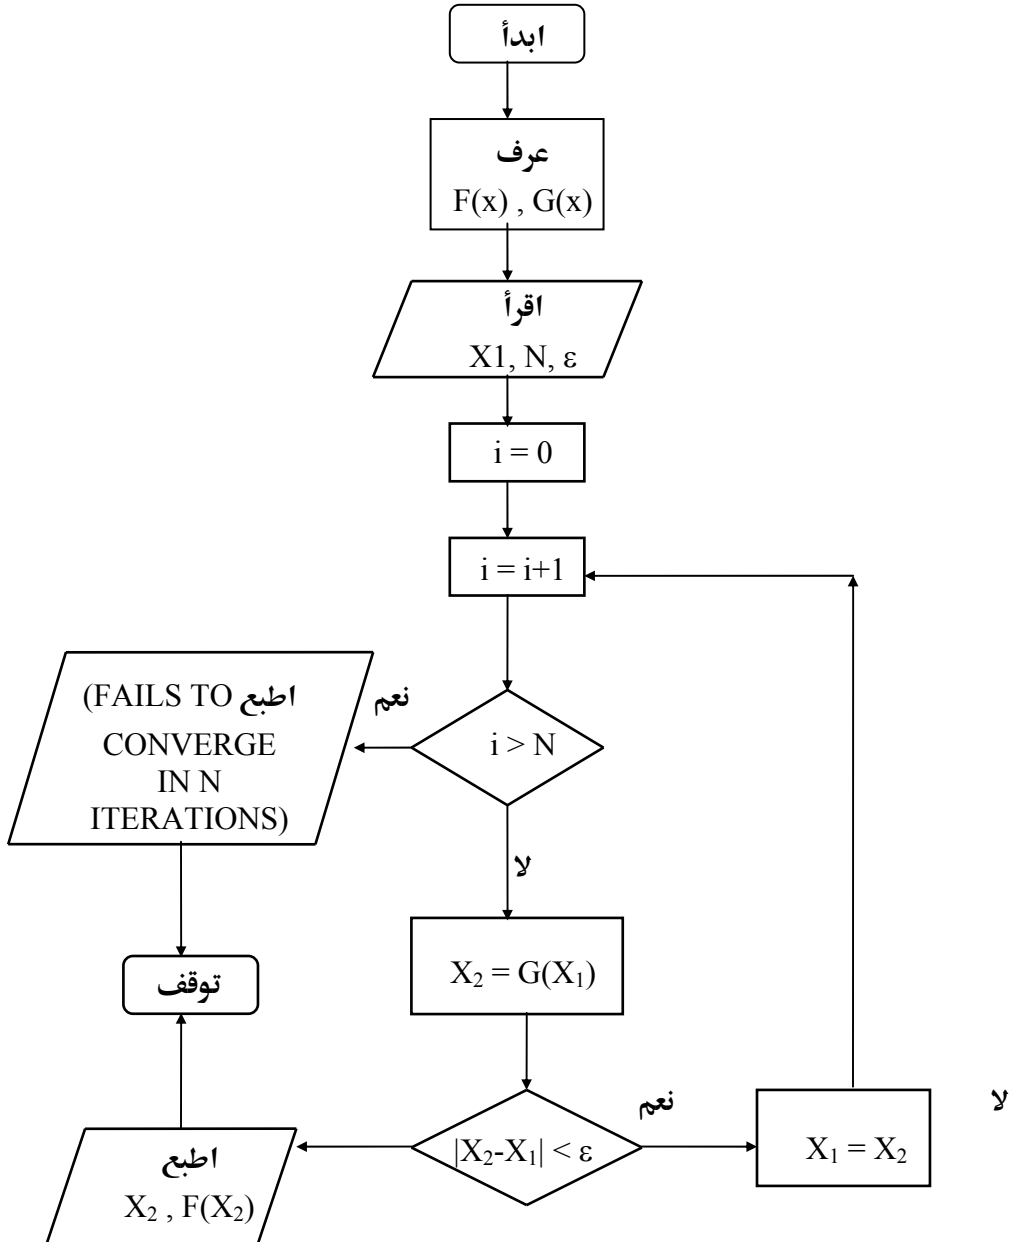 ابدأ
عرف
F(x) , G(x)
اقرأ
X1, N, ε
i = 0
i = i+1
اطبع (FAILS TO
CONVERGE
IN N
ITERATIONS)
نعم
i > N
لا
X₂ = G(X₁)
توقف
نعم
لا
|X₂-X₁| < ε
X₁ = X₂
اطبع
X₂ , F(X₂)